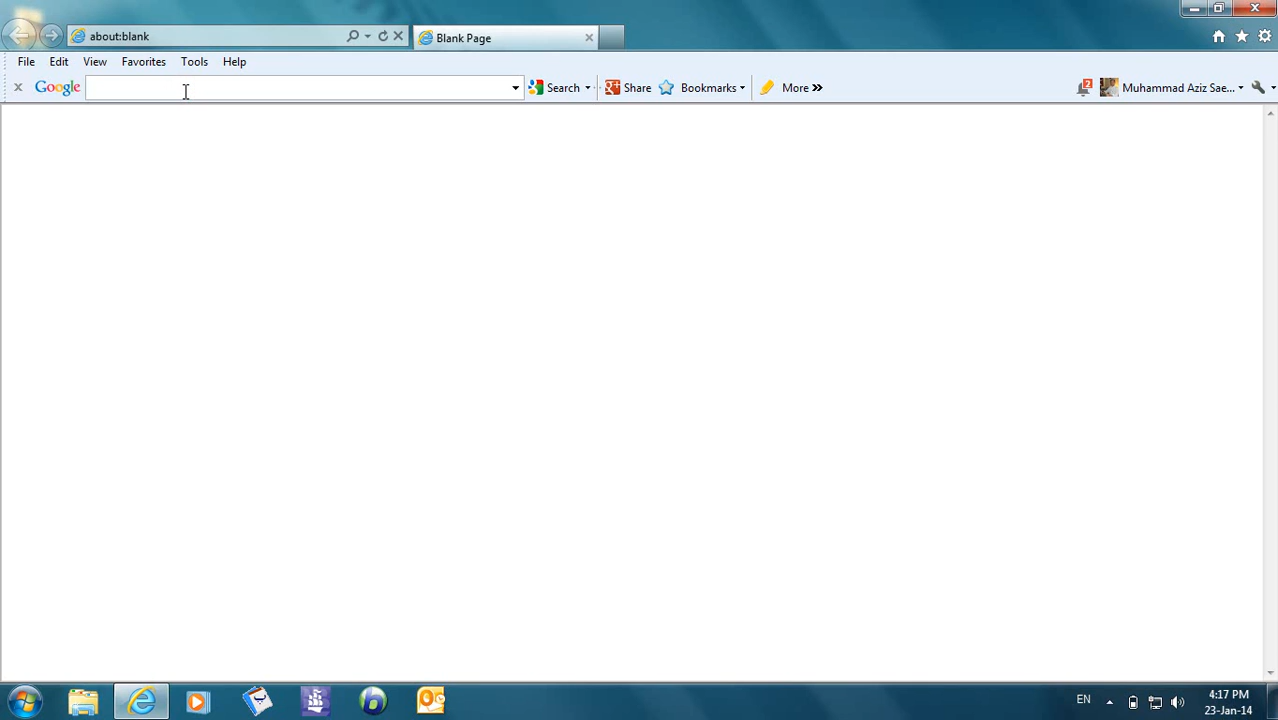 about:blank
Blank Page
File Edit View Favorites Tools Help
x Google Search Share Bookmarks More » 2 Muhammad Aziz Sae...
EN 4:17 PM
23-Jan-14